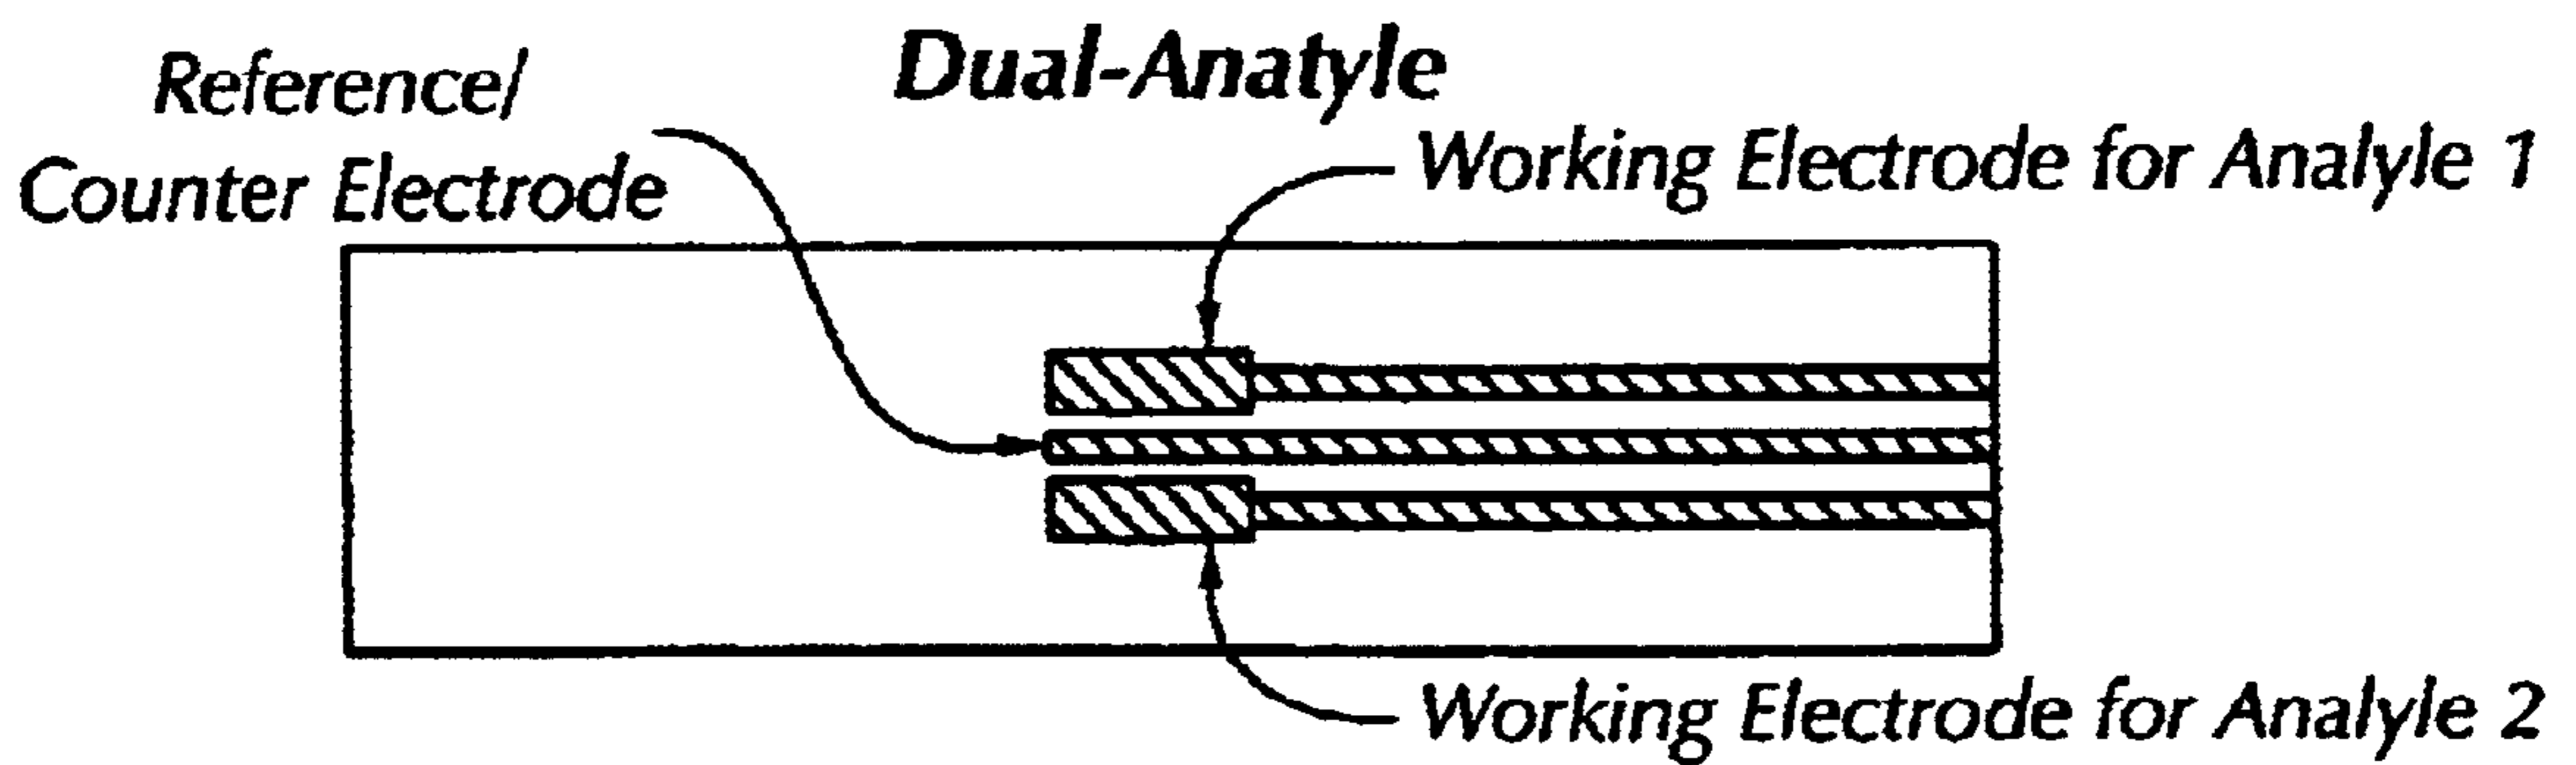 Dual-Anatyle
Reference/
Counter Electrode
Working Electrode for Analyle 1
Working Electrode for Analyle 2